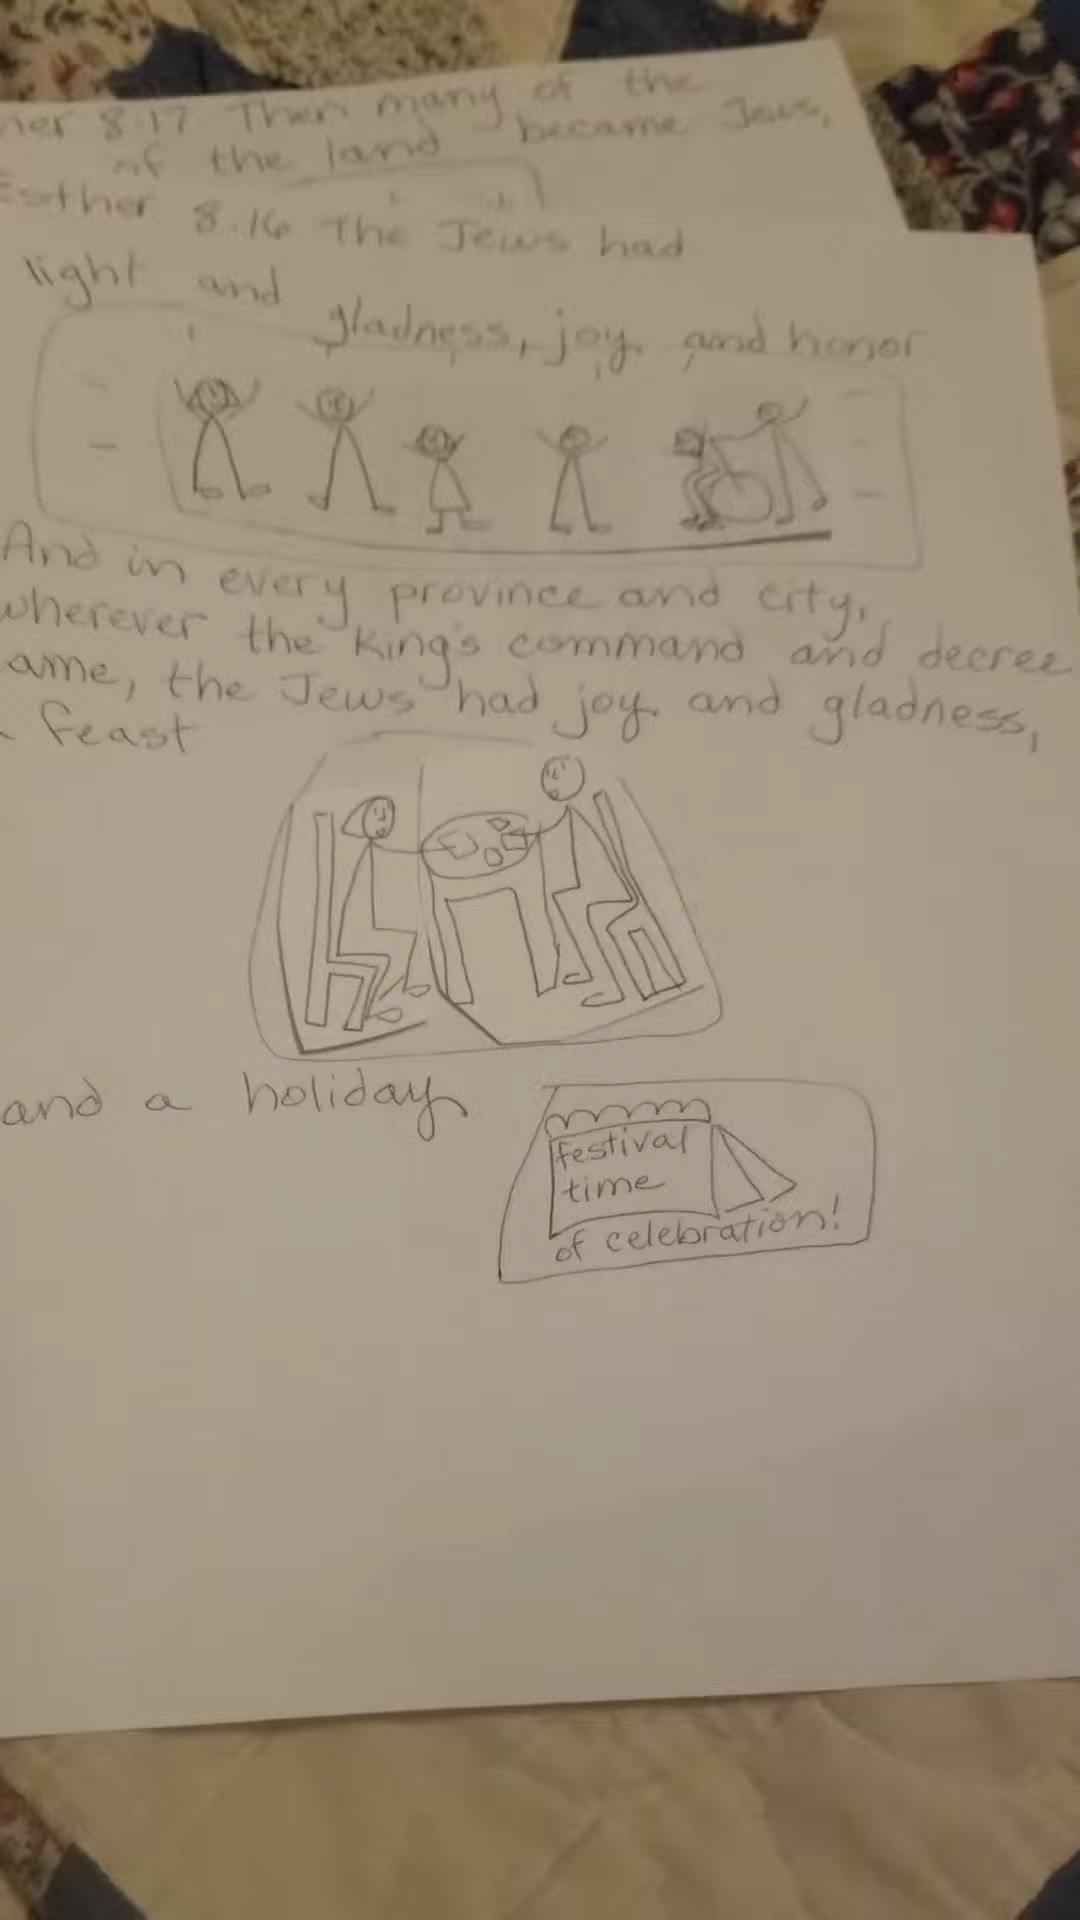 8:17 Then many of the
of the land became Jews,
Esther 8.16 The Jews had
light and gladness, joy, and honor
And in every province and city,
wherever the King's command and decree
ame, the Jews had joy and gladness,
feast
and a holiday
festival
time
of celebration!